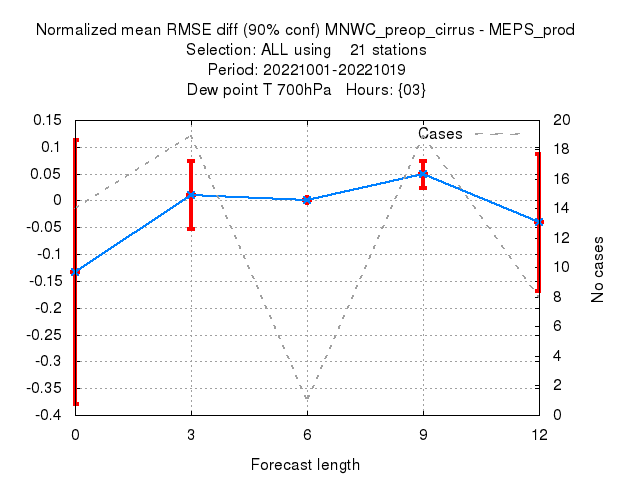 Normalized mean RMSE diff (90% conf) MNWC_preop_cirrus - MEPS_prod
Selection: ALL using 21 stations
Period: 20221001-20221019
Dew point T 700hPa Hours: {03}
Cases
0.15
0.1
0.05
0
-0.05
-0.1
-0.15
-0.2
-0.25
-0.3
-0.35
-0.4
20
18
16
14
12
10
8
6
4
2
0
No cases
0 3 6 9 12
Forecast length